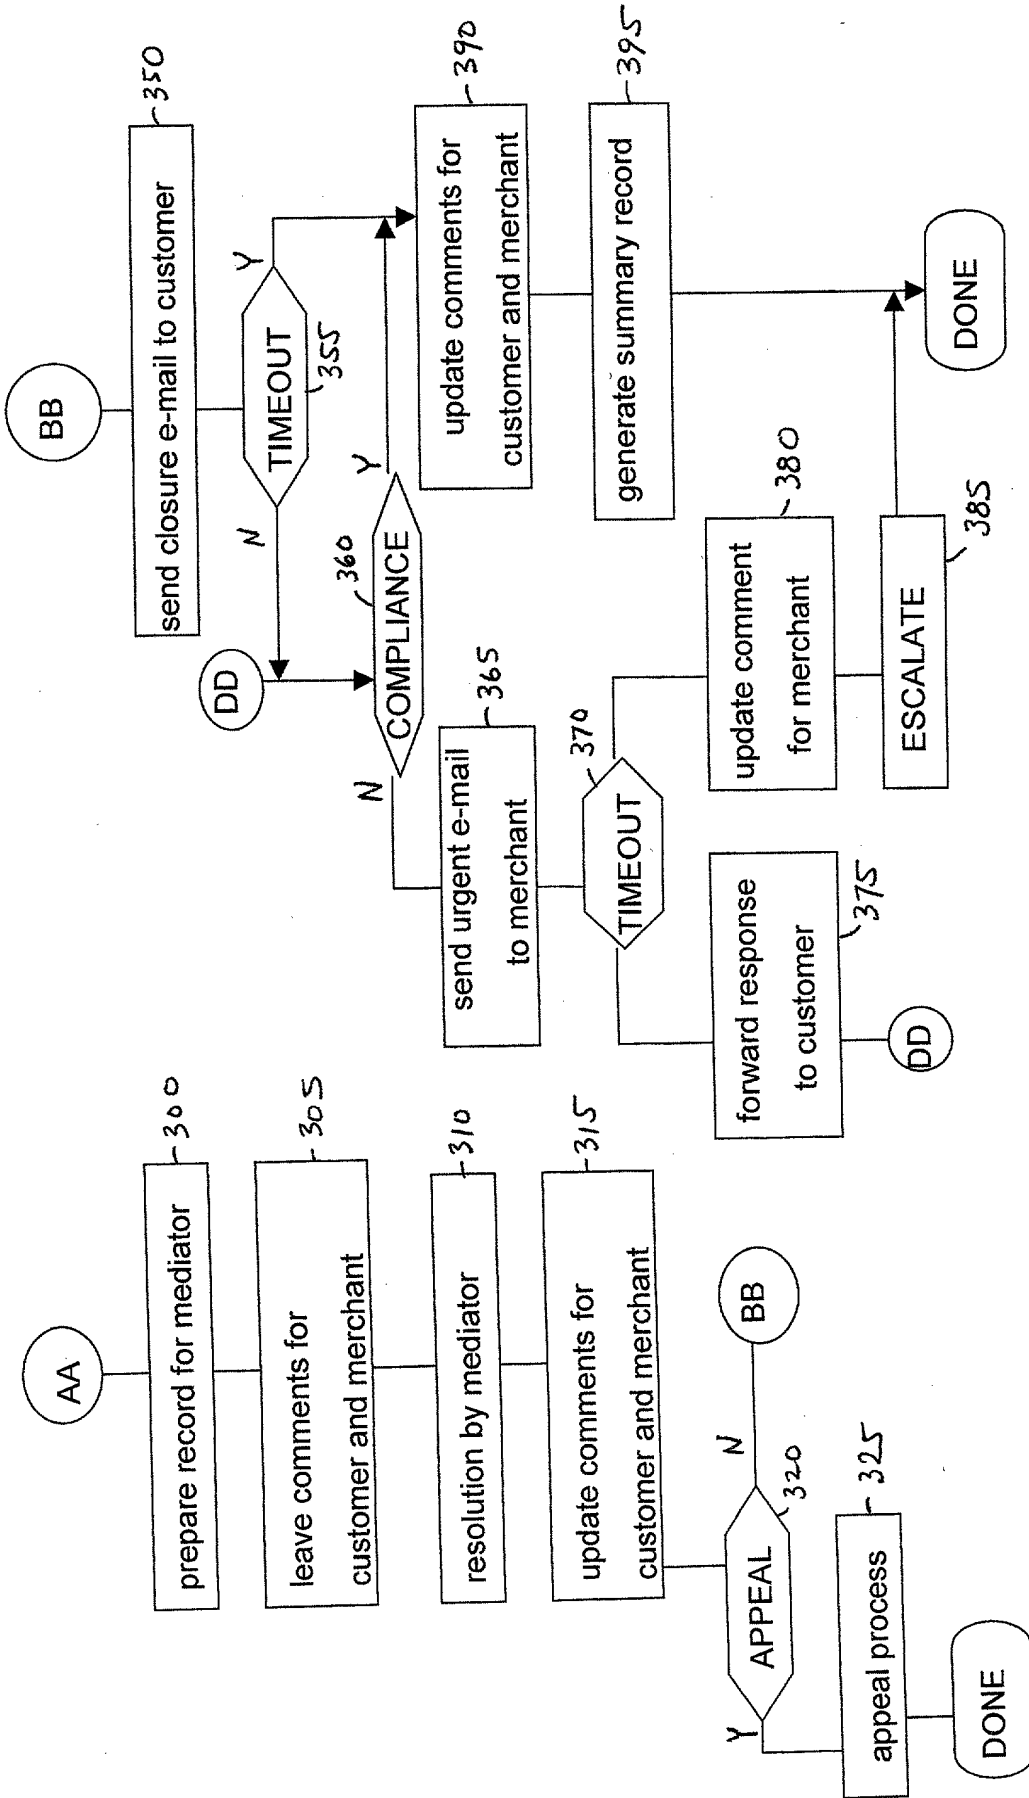 AA
prepare record for mediator
300
leave comments for
customer and merchant
305
resolution by mediator
310
update comments for
customer and merchant
315
APPEAL
320
Y
N
BB
appeal process
325
DONE
BB
send closure e-mail to customer
350
TIMEOUT
355
N
Y
DD
COMPLIANCE
360
N
Y
send urgent e-mail
to merchant
365
TIMEOUT
370
forward response
to customer
375
DD
update comment
for merchant
380
ESCALATE
385
update comments for
customer and merchant
390
generate summary record
395
DONE